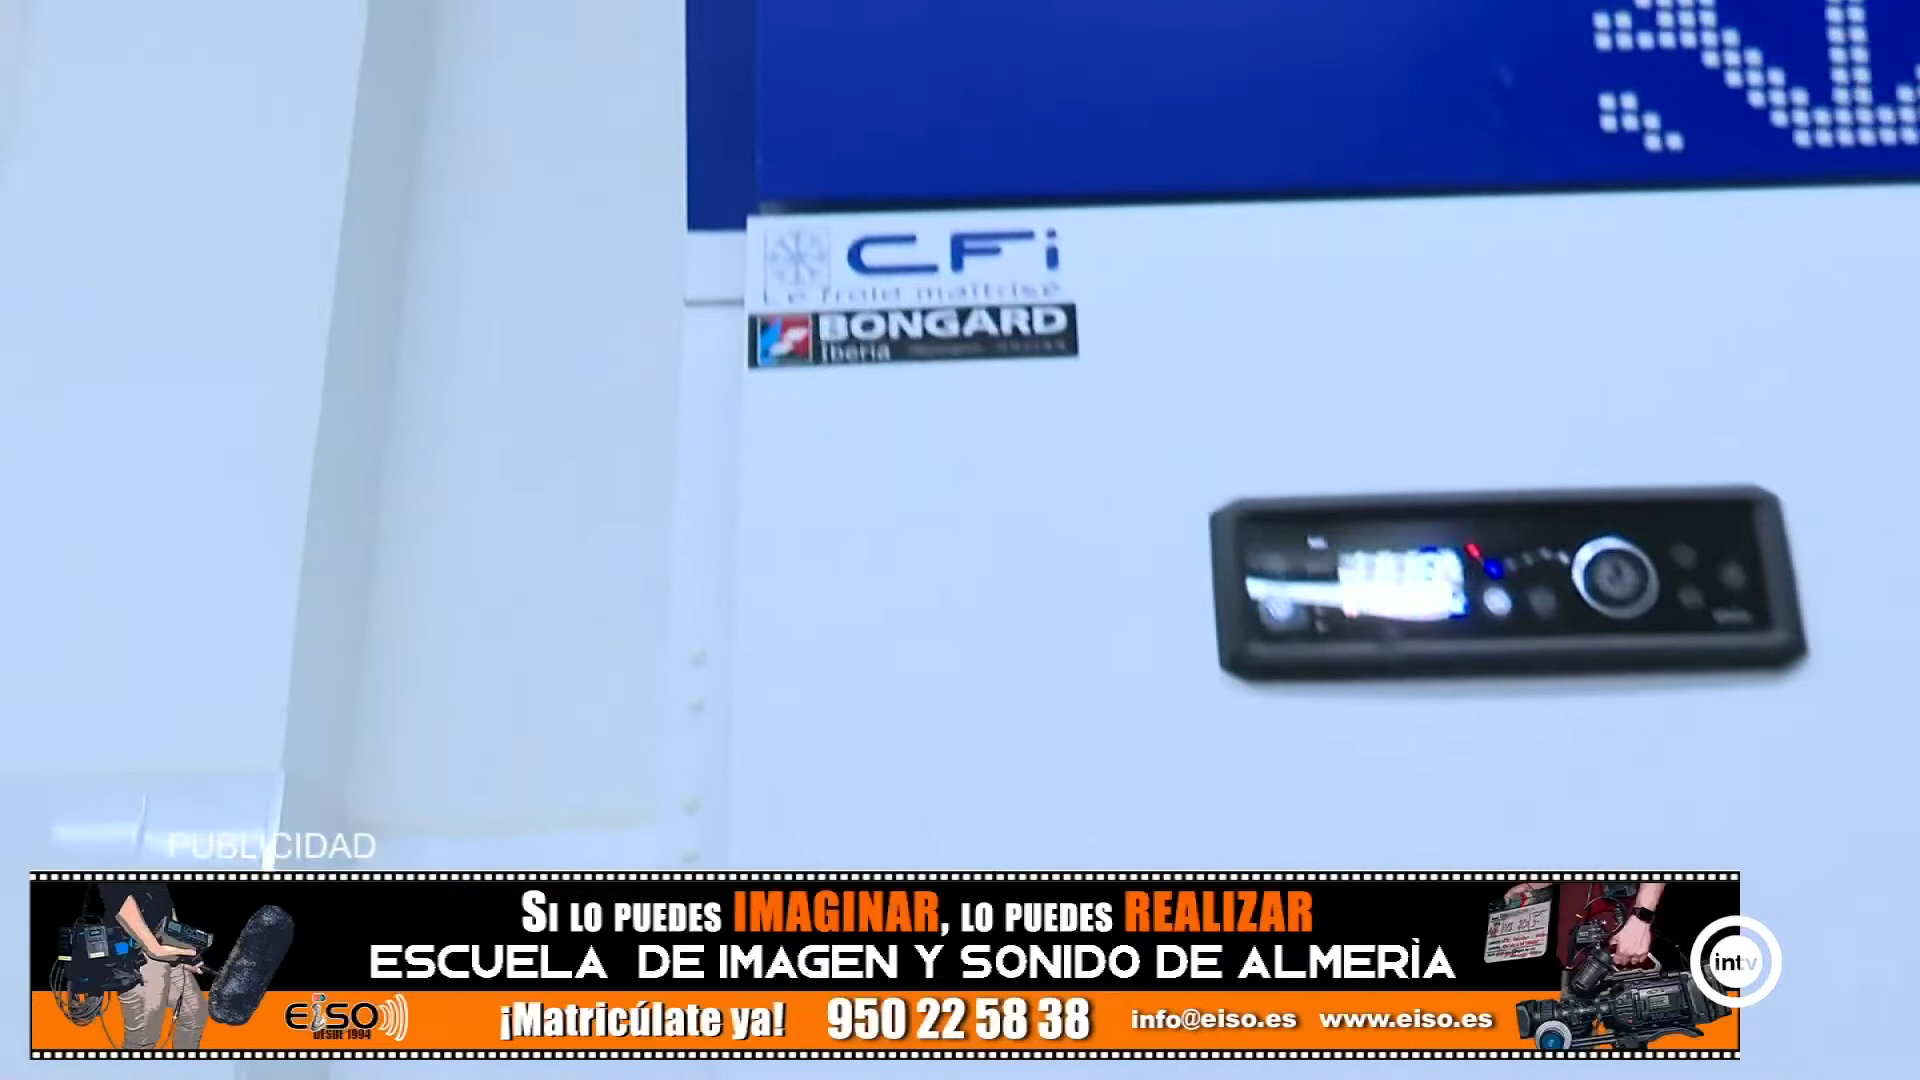 CFi
Le froid maîtrisé
BONGARD
Iberia
PUBLICIDAD
SI LO PUEDES IMAGINAR, LO PUEDES REALIZAR
ESCUELA DE IMAGEN Y SONIDO DE ALMERÌA
EISO
DESDE 1994
¡Matricúlate ya! 950 22 58 38 info@eiso.es www.eiso.es
intv